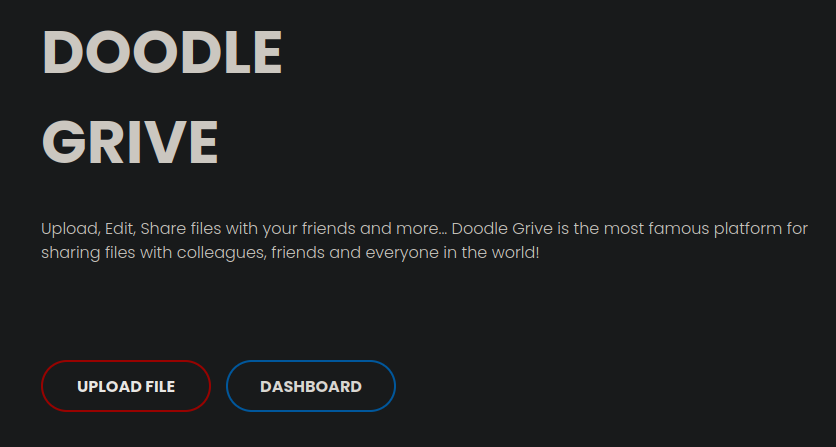 DOODLE
GRIVE
Upload, Edit, Share files with your friends and more... Doodle Grive is the most famous platform for
sharing files with colleagues, friends and everyone in the world!
UPLOAD FILE
DASHBOARD